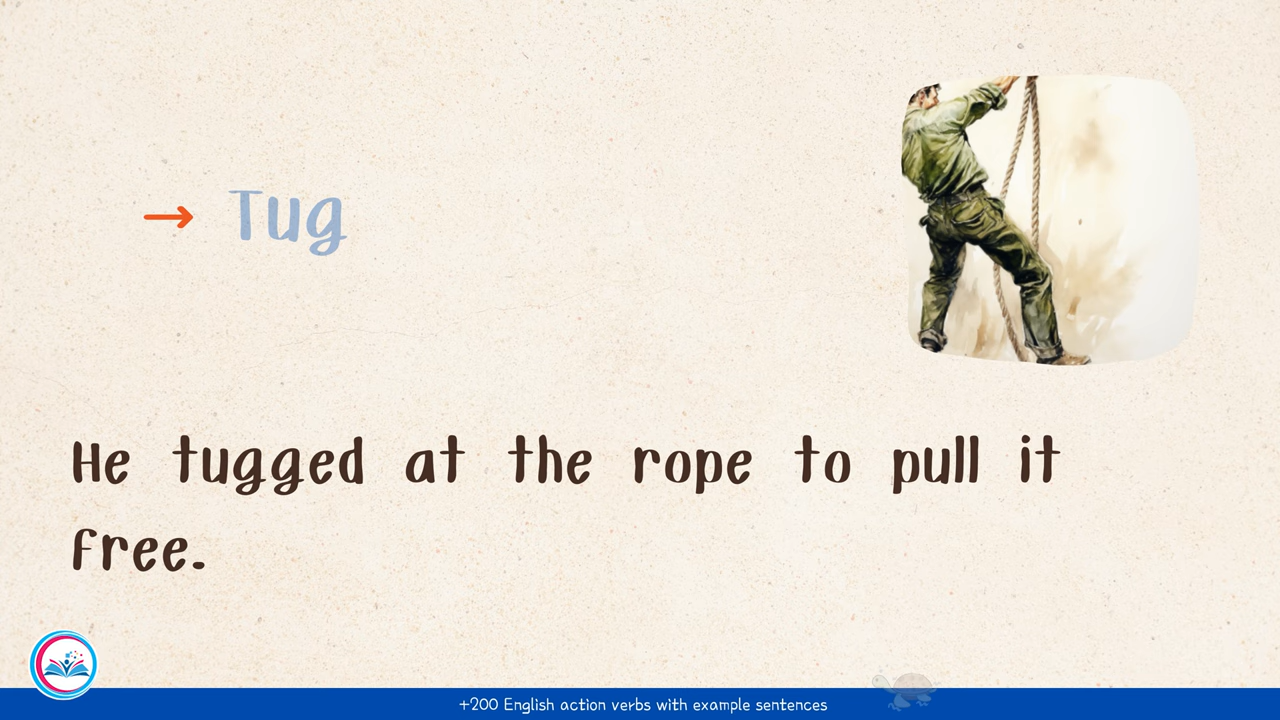 → Tug
He tugged at the rope to pull it
free.
+200 English action verbs with example sentences